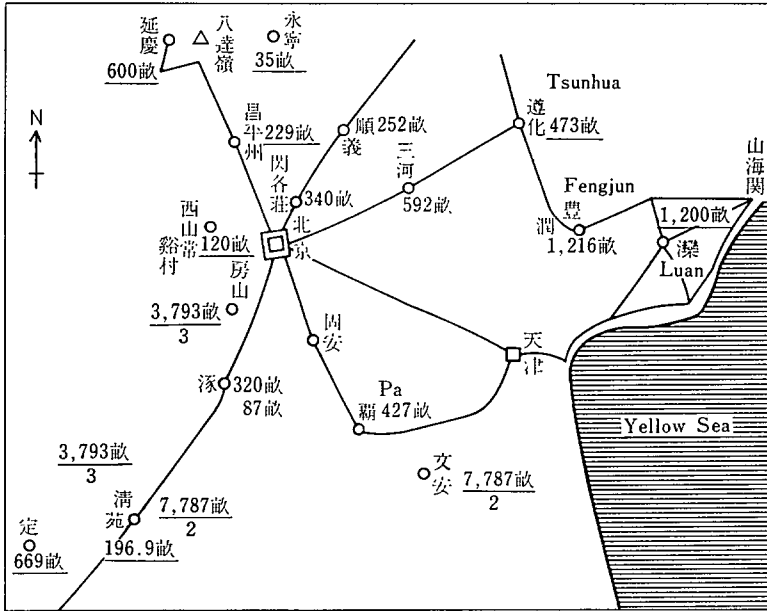 延慶
八達嶺
永寧
600畝
35畝
N
昌平州
229畝
順義
252畝
Tsunhua
遵化
473畝
山海関
閃各荘
340畝
三河
592畝
Fengjun
豊潤
1,216畝
1,200畝
灤
Luan
西山常谿村
120畝
北京
房山
3,793畝
3
固安
天津
涿
320畝
87畝
Pa
覇
427畝
Yellow Sea
3,793畝
3
文安
7,787畝
2
清苑
7,787畝
2
196.9畝
定
669畝